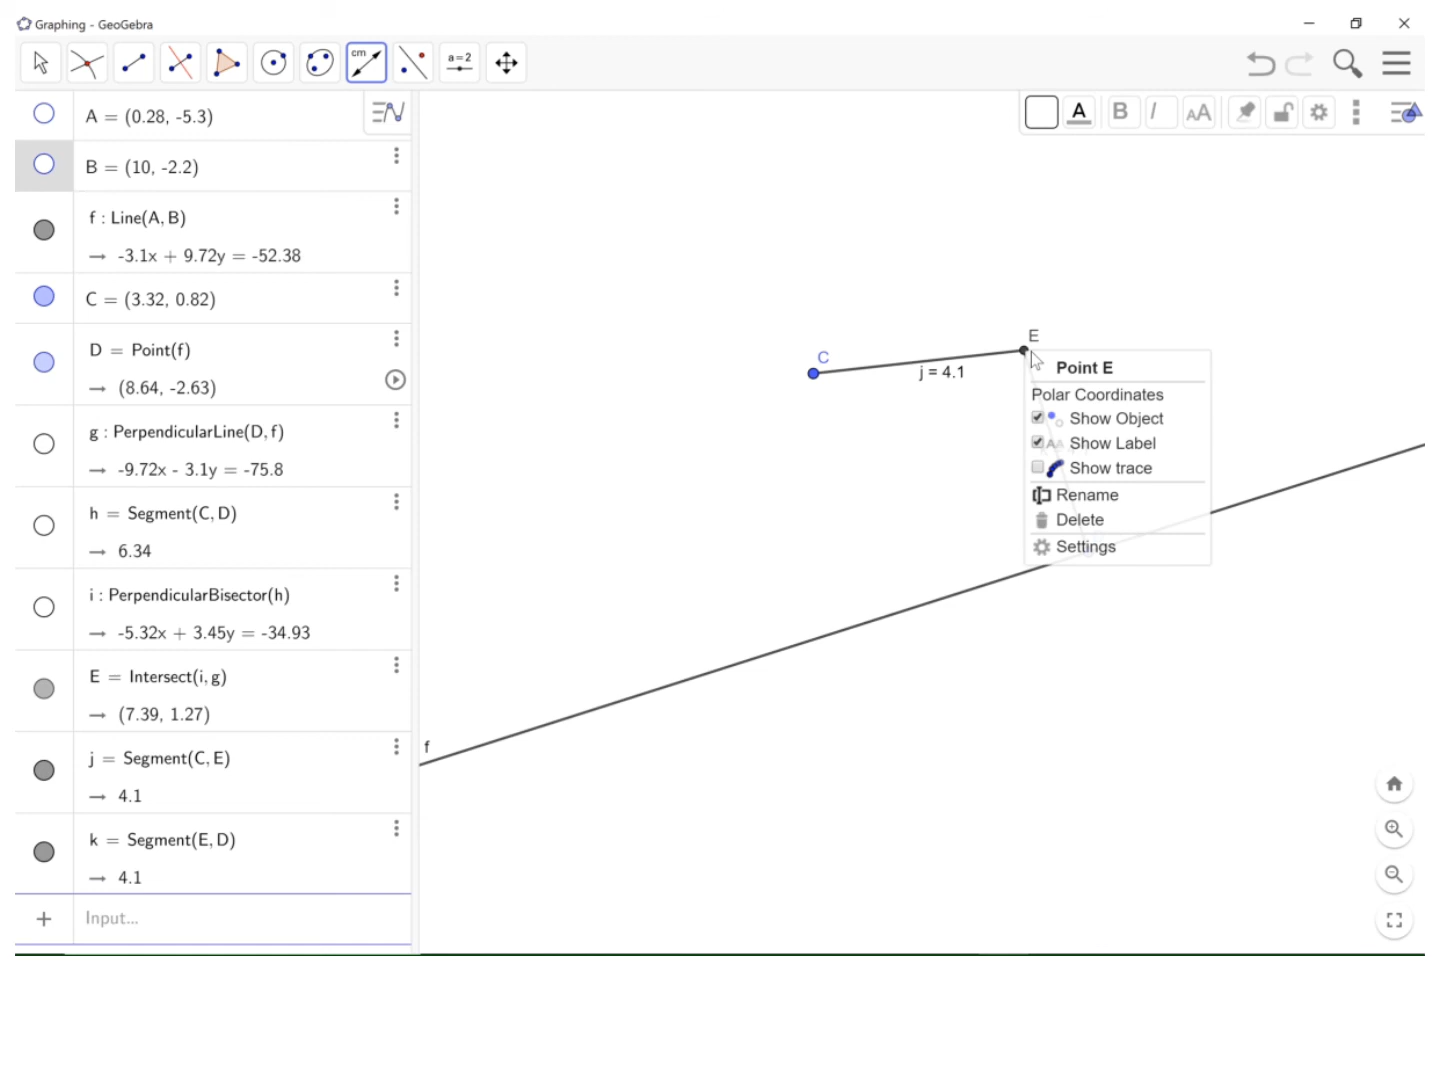 Graphing - GeoGebra
cm
a=2
A = (0.28, -5.3)
B = (10, -2.2)
f : Line(A, B)
→ -3.1x + 9.72y = -52.38
C = (3.32, 0.82)
D = Point(f)
→ (8.64, -2.63)
g : PerpendicularLine(D, f)
→ -9.72x - 3.1y = -75.8
h = Segment(C, D)
→ 6.34
i : PerpendicularBisector(h)
→ -5.32x + 3.45y = -34.93
E = Intersect(i, g)
→ (7.39, 1.27)
j = Segment(C, E)
→ 4.1
k = Segment(E, D)
→ 4.1
+ Input...
A B I AA
E
C
j = 4.1
f
Point E
Polar Coordinates
Show Object
AA Show Label
Show trace
Rename
Delete
Settings